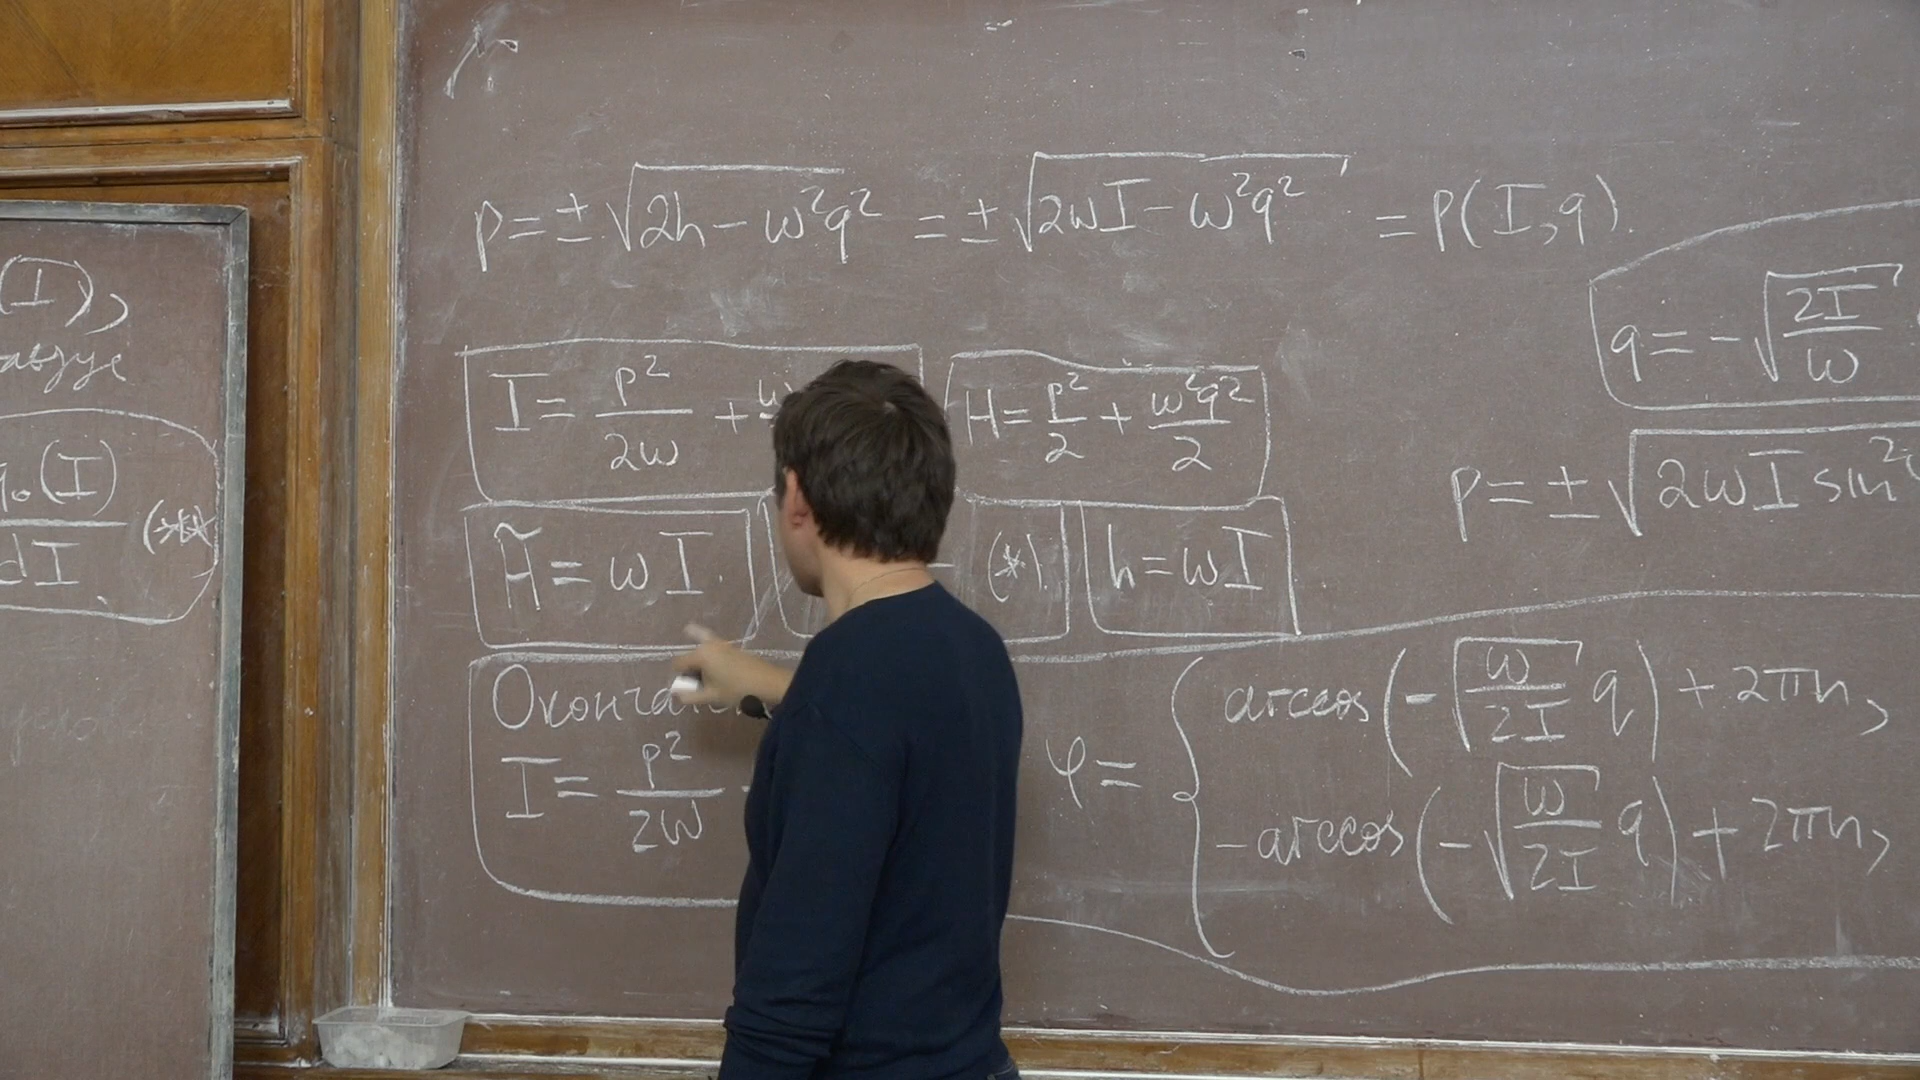 (I),
q₀(I)
dI (**
p = ± √(2h − ω²q²) = ± √(2ωI − ω²q²) = p(I, q).
I = p²/2ω +
H = p²/2 + ω²q²/2
H̃ = ωI.
(*).
h = ωI
q = − √(2I/ω)
p = ± √(2ωI sin²
I = p²/2ω
φ = { arccos(−√(ω/2I) q) + 2πn,
−arccos(−√(ω/2I) q) + 2πn,